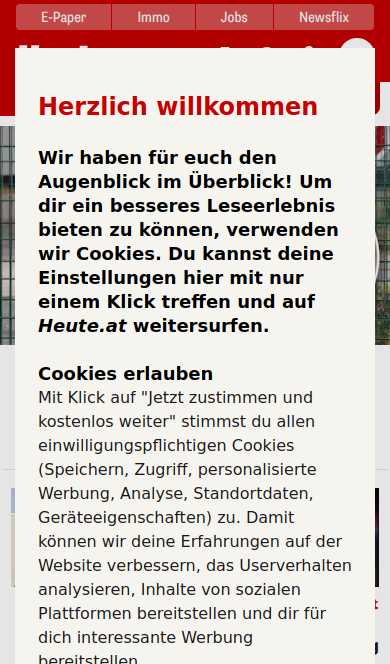 E-Paper Immo Jobs Newsflix
Herzlich willkommen
Wir haben für euch den
Augenblick im Überblick! Um
dir ein besseres Leseerlebnis
bieten zu können, verwenden
wir Cookies. Du kannst deine
Einstellungen hier mit nur
einem Klick treffen und auf
Heute.at weitersurfen.
Cookies erlauben
Mit Klick auf "Jetzt zustimmen und
kostenlos weiter" stimmst du allen
einwilligungspflichtigen Cookies
(Speichern, Zugriff, personalisierte
Werbung, Analyse, Standortdaten,
Geräteeigenschaften) zu. Damit
können wir deine Erfahrungen auf der
Website verbessern, das Userverhalten
analysieren, Inhalte von sozialen
Plattformen bereitstellen und dir für
dich interessante Werbung
bereitstellen